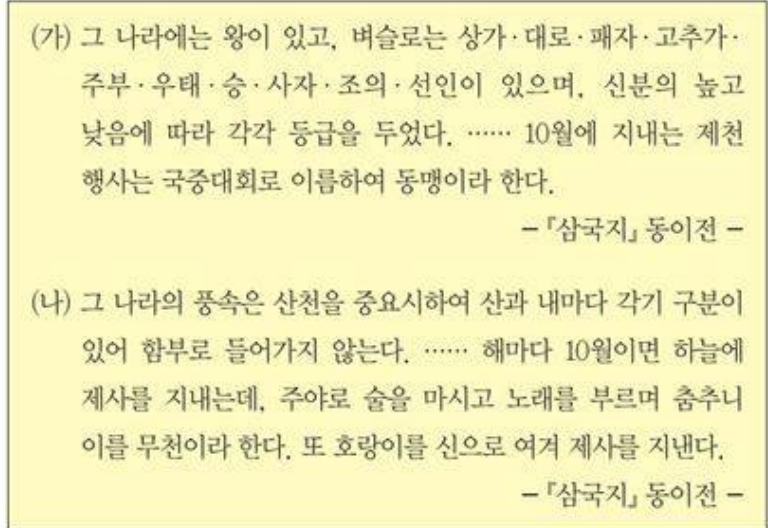 (가) 그 나라에는 왕이 있고, 벼슬로는 상가·대로·패자·고추가·
주부·우태·승·사자·조의·선인이 있으며, 신분의 높고
낮음에 따라 각각 등급을 두었다. …… 10월에 지내는 제천
행사는 국중대회로 이름하여 동맹이라 한다.
－『삼국지』 동이전－
(나) 그 나라의 풍속은 산천을 중요시하여 산과 내마다 각기 구분이
있어 함부로 들어가지 않는다. …… 해마다 10월이면 하늘에
제사를 지내는데, 주야로 술을 마시고 노래를 부르며 춤추니
이를 무천이라 한다. 또 호랑이를 신으로 여겨 제사를 지낸다.
－『삼국지』 동이전－